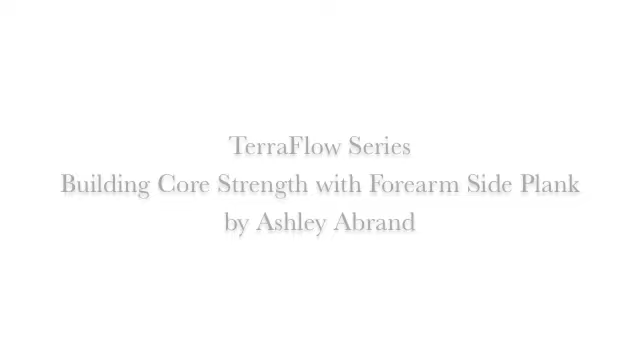 TerraFlow Series
Building Core Strength with Forearm Side Plank
by Ashley Abrand